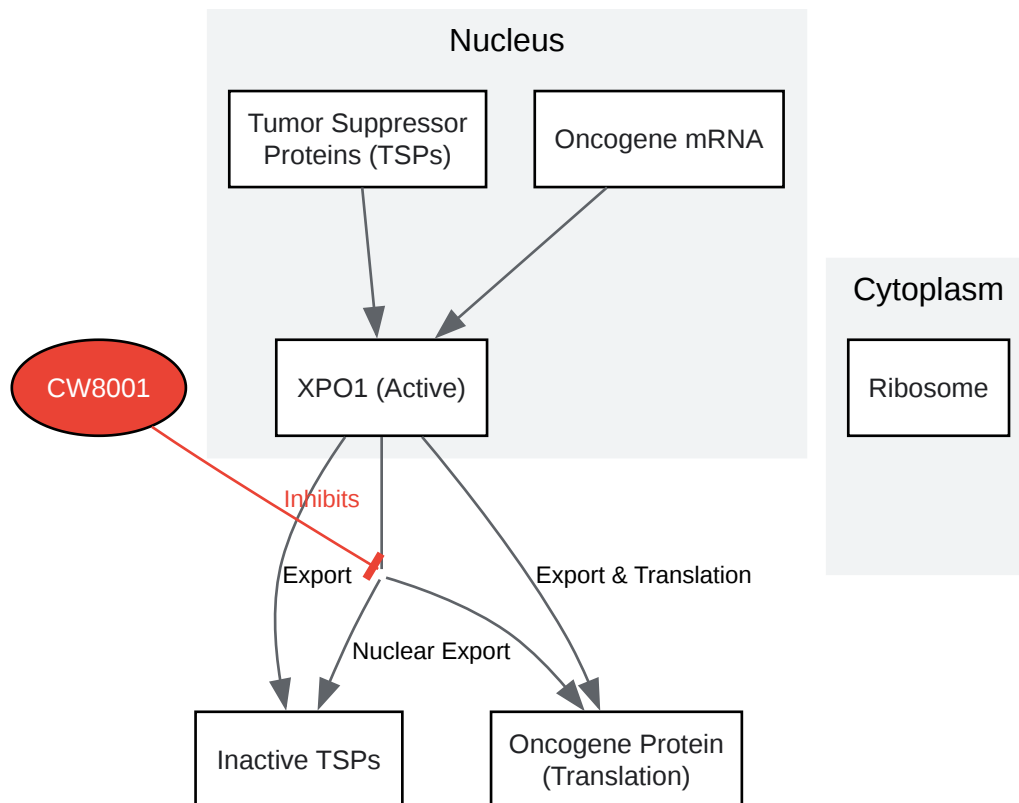 Nucleus
Tumor Suppressor
Proteins (TSPs)
Oncogene mRNA
Cytoplasm
CW8001
XPO1 (Active)
Ribosome
Inhibits
Export
Export & Translation
Nuclear Export
Inactive TSPs
Oncogene Protein
(Translation)